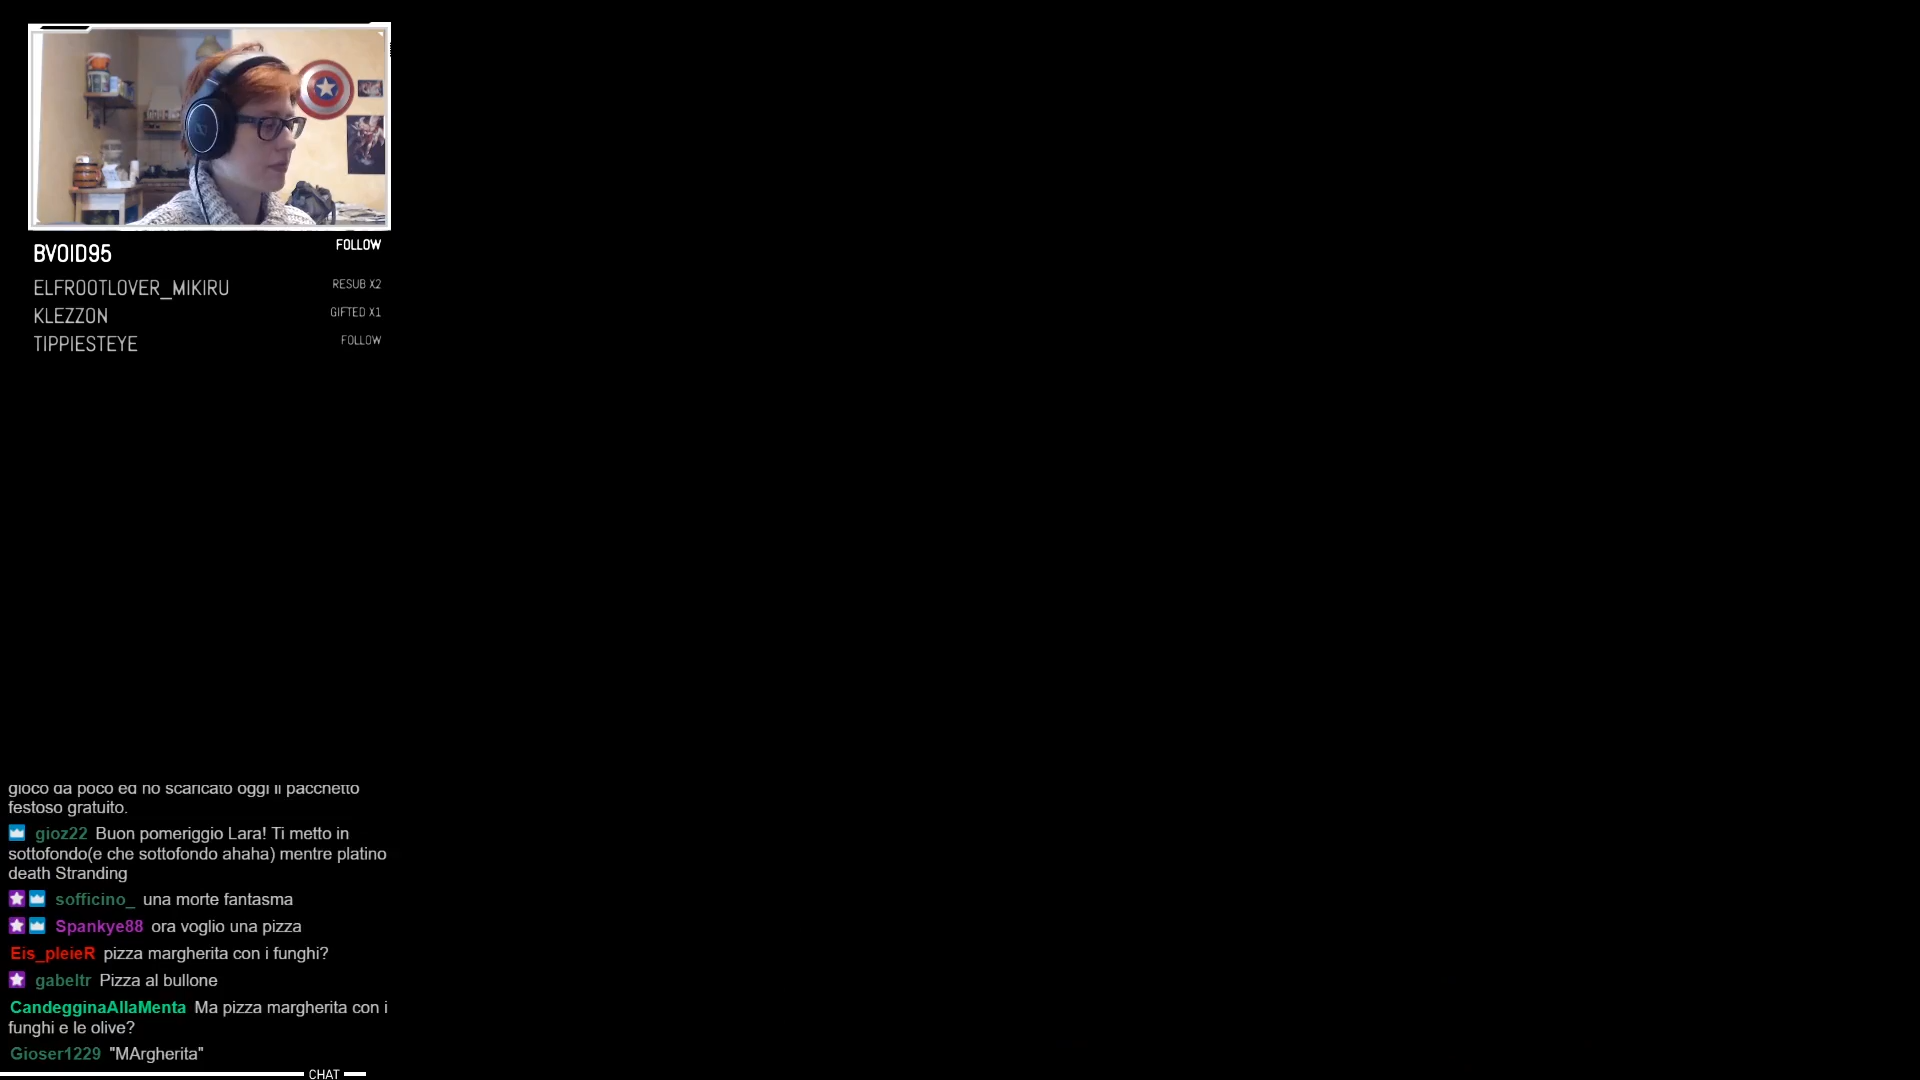 BVOID95 FOLLOW
ELFROOTLOVER_MIKIRU RESUB X2
KLEZZON GIFTED X1
TIPPIESTEYE FOLLOW
gioco da poco ed ho scaricato oggi il pacchetto
festoso gratuito.
gioz22 Buon pomeriggio Lara! Ti metto in
sottofondo(e che sottofondo ahaha) mentre platino
death Stranding
sofficino_ una morte fantasma
Spankye88 ora voglio una pizza
Eis_pleieR pizza margherita con i funghi?
gabeltr Pizza al bullone
CandegginaAllaMenta Ma pizza margherita con i
funghi e le olive?
Gioser1229 "MArgherita"
CHAT